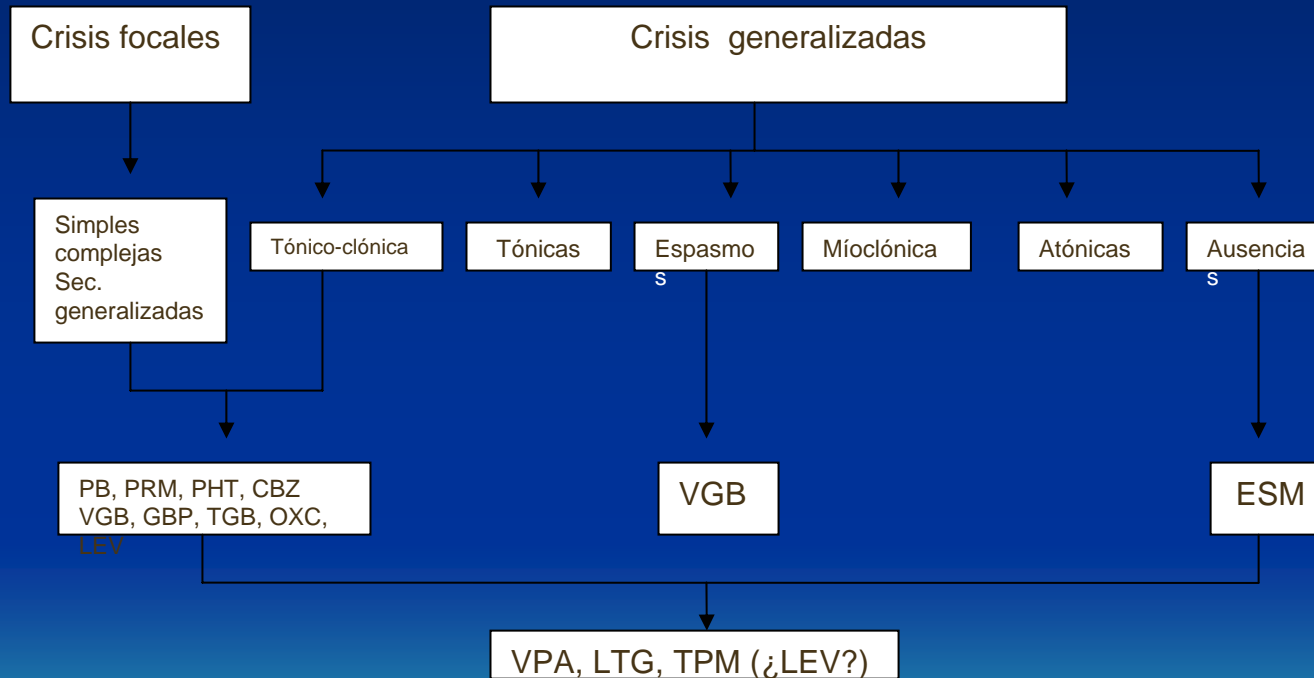 Crisis focales
Crisis generalizadas
Simples
complejas
Sec.
generalizadas
Tónico-clónica
Tónicas
Espasmo
s
Míoclónica
Atónicas
Ausencia
s
PB, PRM, PHT, CBZ
VGB, GBP, TGB, OXC,
LEV
VGB
ESM
VPA, LTG, TPM (¿LEV?)